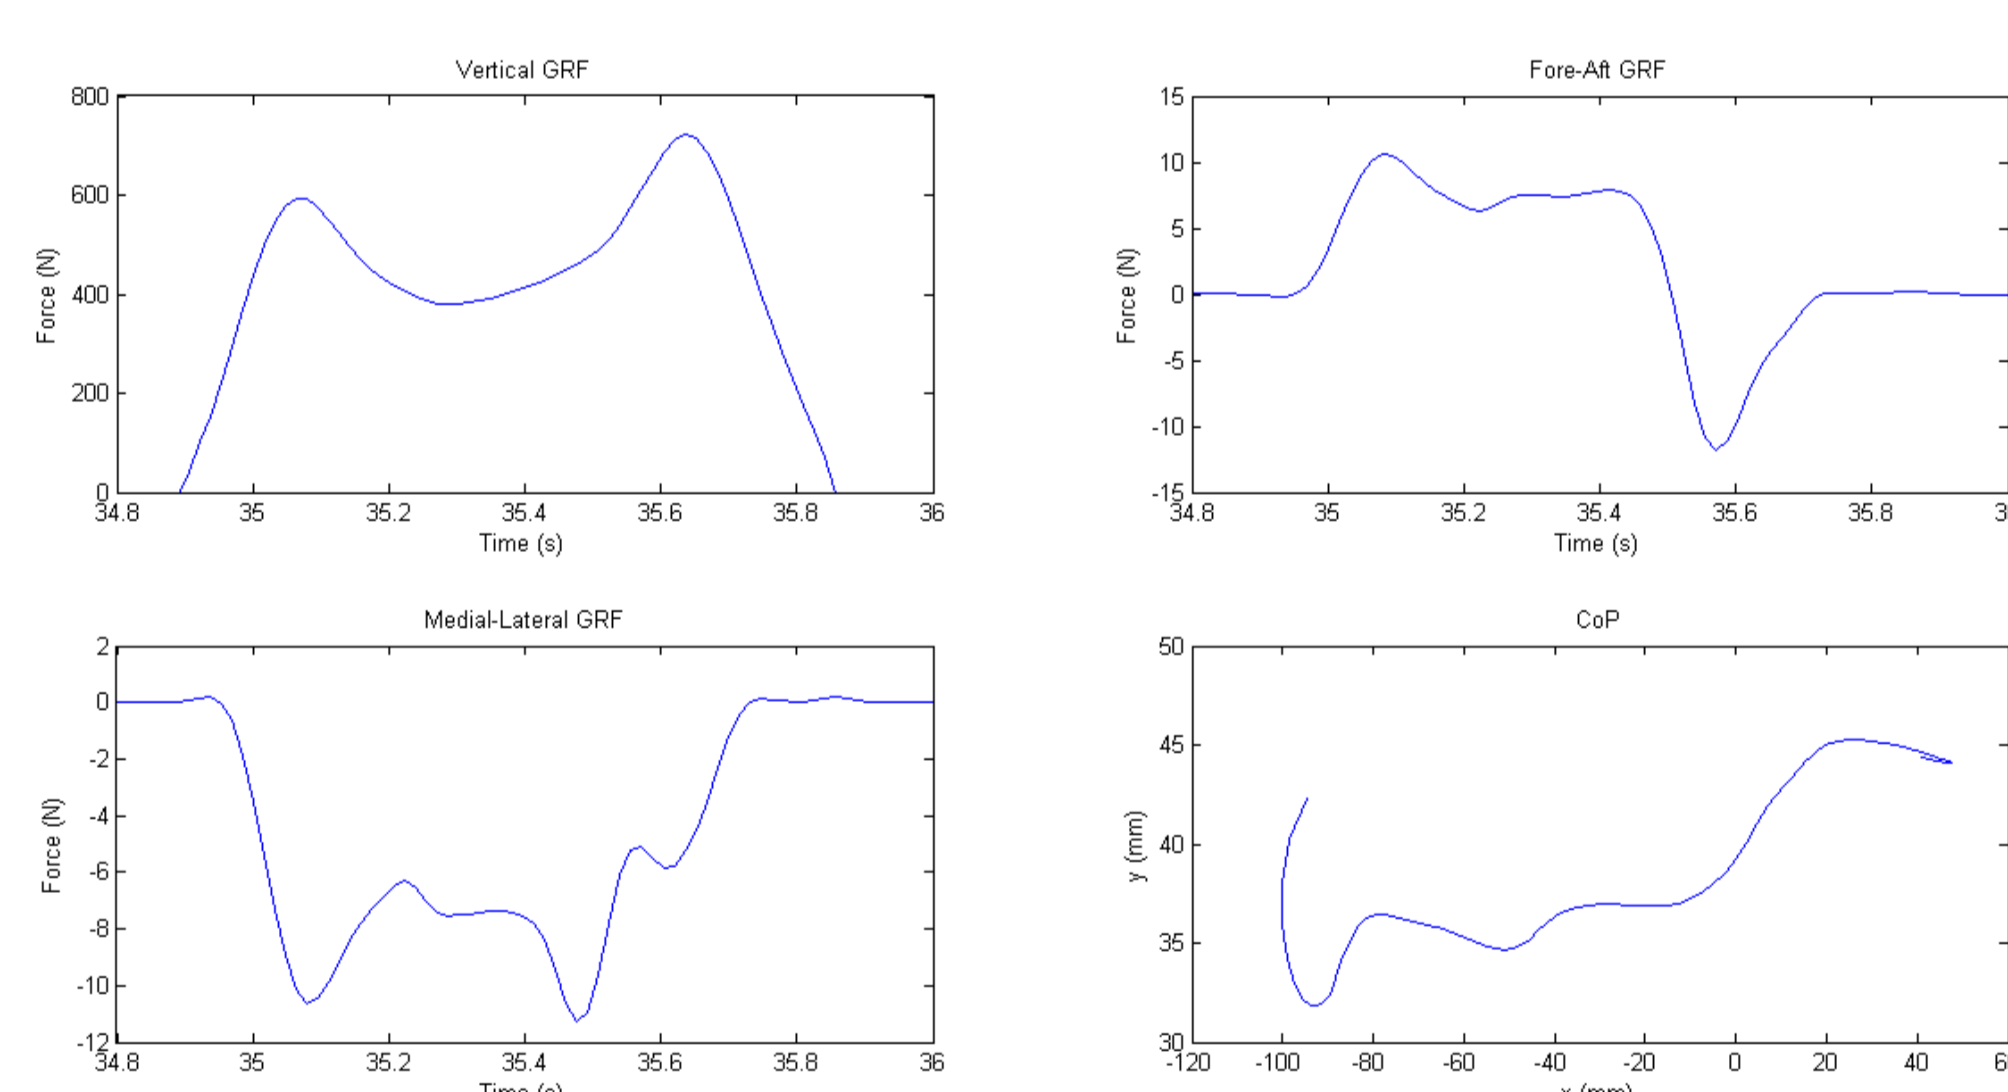 Vertical GRF
800
600
400
200
0
Force (N)
34.8 35 35.2 35.4 35.6 35.8 36
Time (s)
Fore-Aft GRF
15
10
5
0
-5
-10
-15
Force (N)
34.8 35 35.2 35.4 35.6 35.8
Time (s)
Medial-Lateral GRF
2
0
-2
-4
-6
-8
-10
-12
Force (N)
34.8 35 35.2 35.4 35.6 35.8 36
Time (s)
CoP
50
45
40
35
30
y (mm)
-120 -100 -80 -60 -40 -20 0 20 40
x (mm)